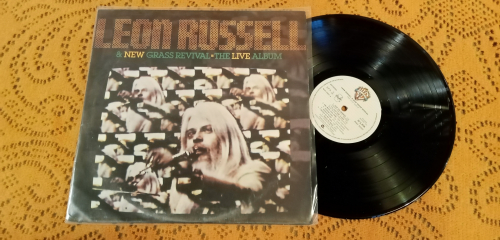 LEON RUSSELL
& NEW GRASS REVIVAL • THE LIVE ALBUM